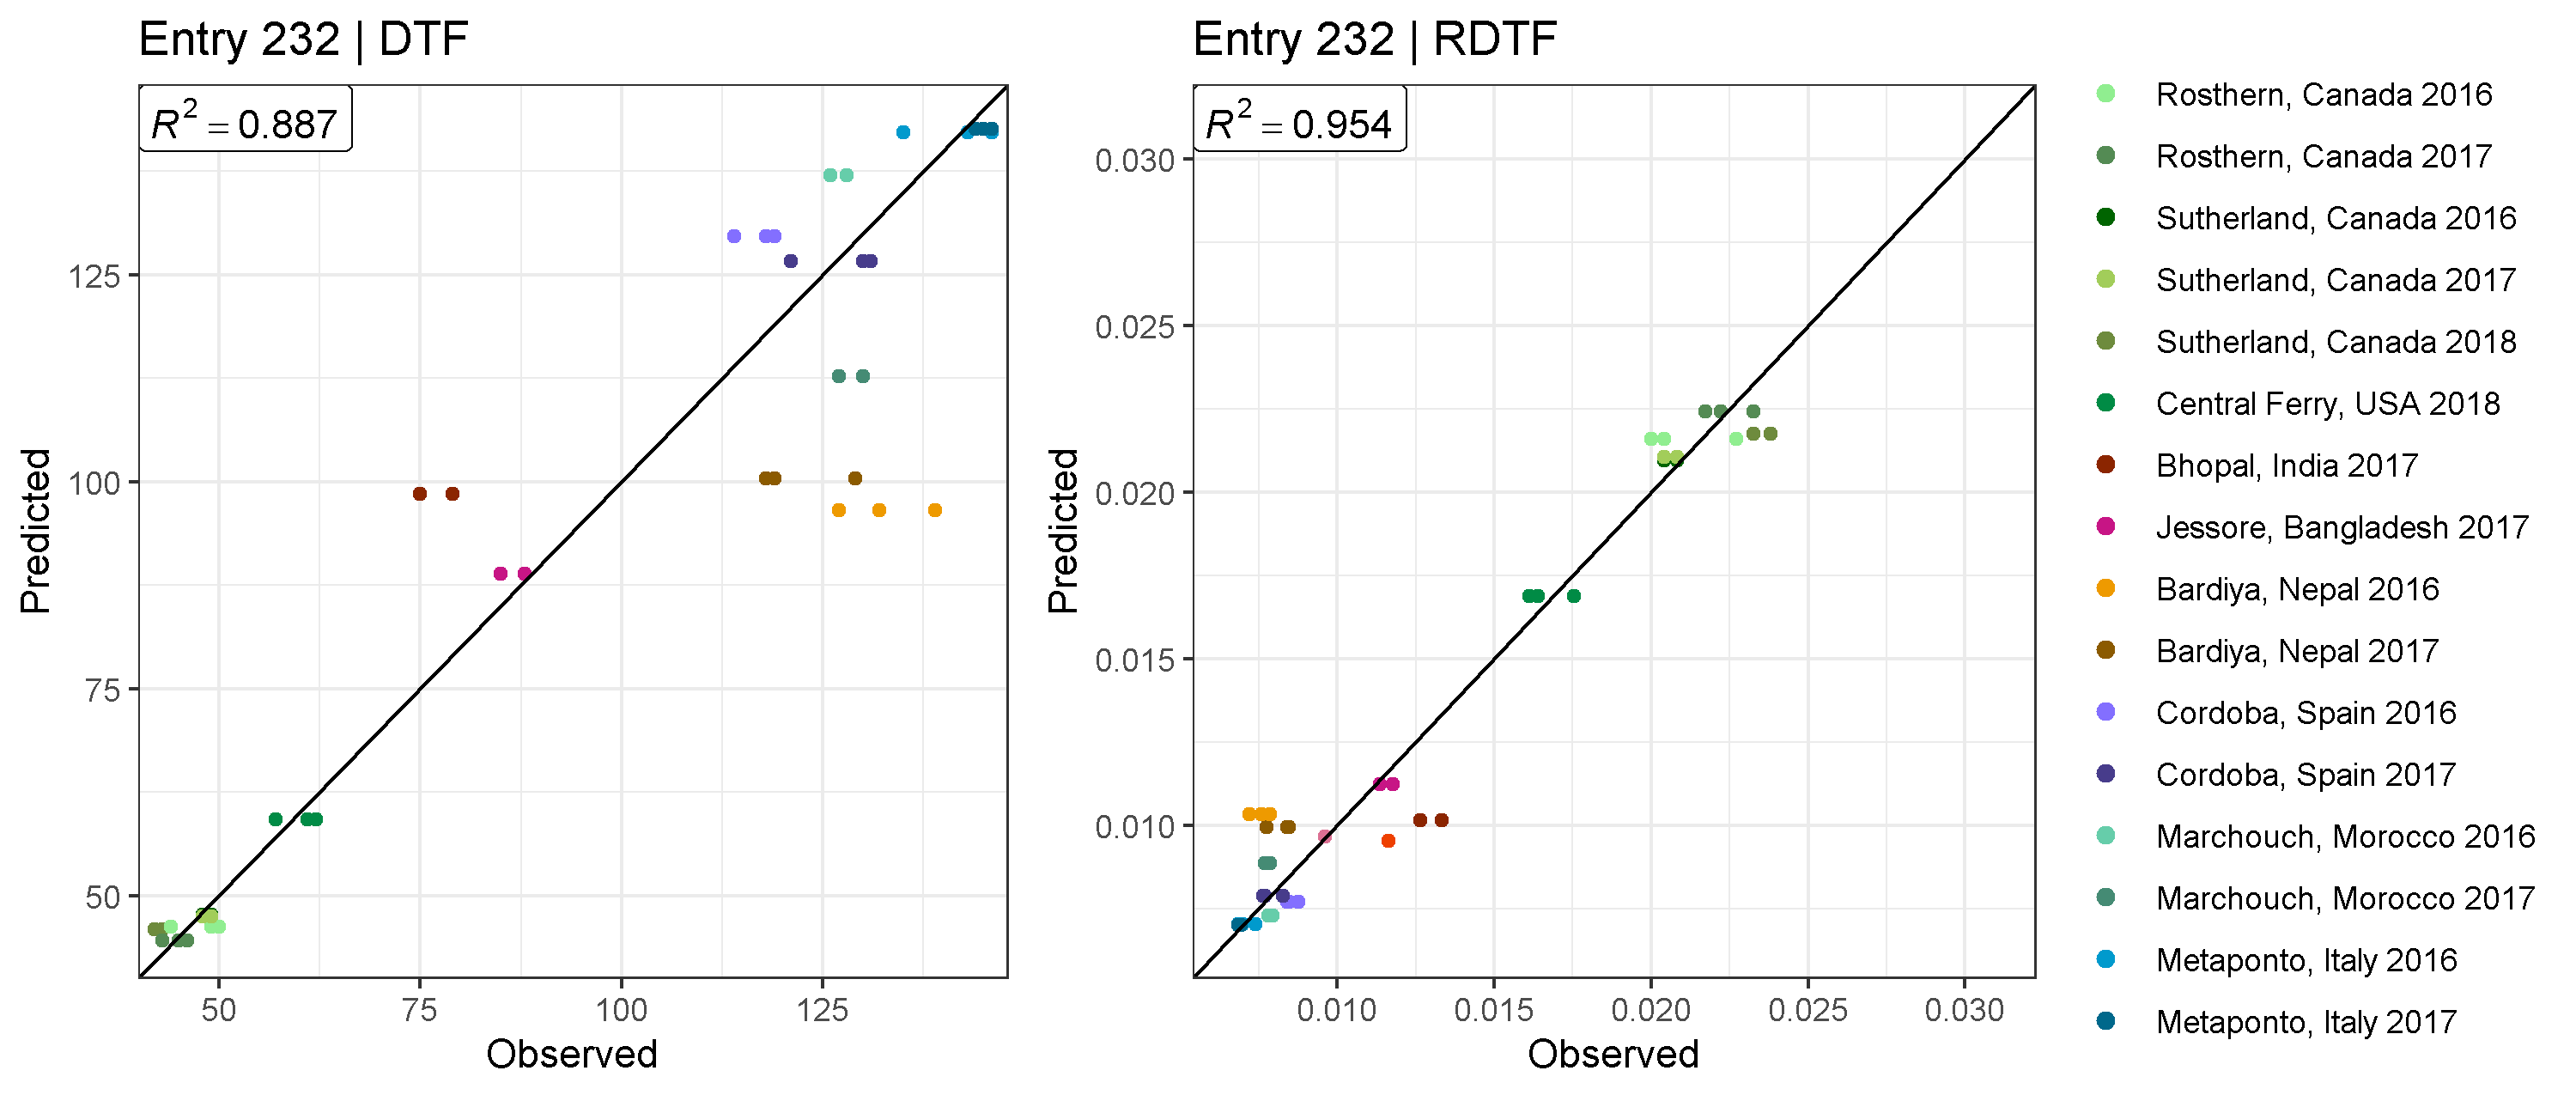 Entry 232 | DTF
R² = 0.887
125
100
75
50
50 75 100 125
Observed
Predicted
Entry 232 | RDTF
R² = 0.954
0.030
0.025
0.020
0.015
0.010
0.010 0.015 0.020 0.025 0.030
Observed
Predicted
Rosthern, Canada 2016
Rosthern, Canada 2017
Sutherland, Canada 2016
Sutherland, Canada 2017
Sutherland, Canada 2018
Central Ferry, USA 2018
Bhopal, India 2017
Jessore, Bangladesh 2017
Bardiya, Nepal 2016
Bardiya, Nepal 2017
Cordoba, Spain 2016
Cordoba, Spain 2017
Marchouch, Morocco 2016
Marchouch, Morocco 2017
Metaponto, Italy 2016
Metaponto, Italy 2017